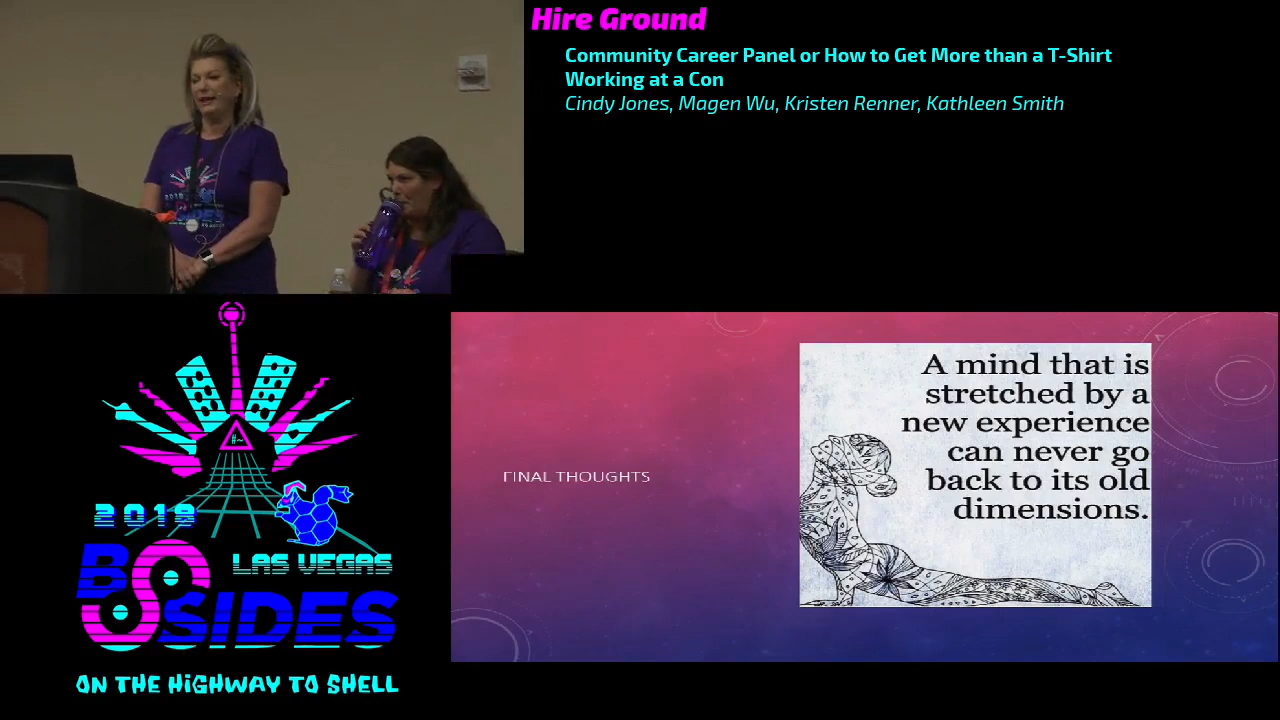 Hire Ground
Community Career Panel or How to Get More than a T-Shirt
Working at a Con
Cindy Jones, Magen Wu, Kristen Renner, Kathleen Smith
SIDES
#~
2019
LAS VEGAS
BSIDES
ON THE HIGHWAY TO SHELL
FINAL THOUGHTS
A mind that is
stretched by a
new experience
can never go
back to its old
dimensions.